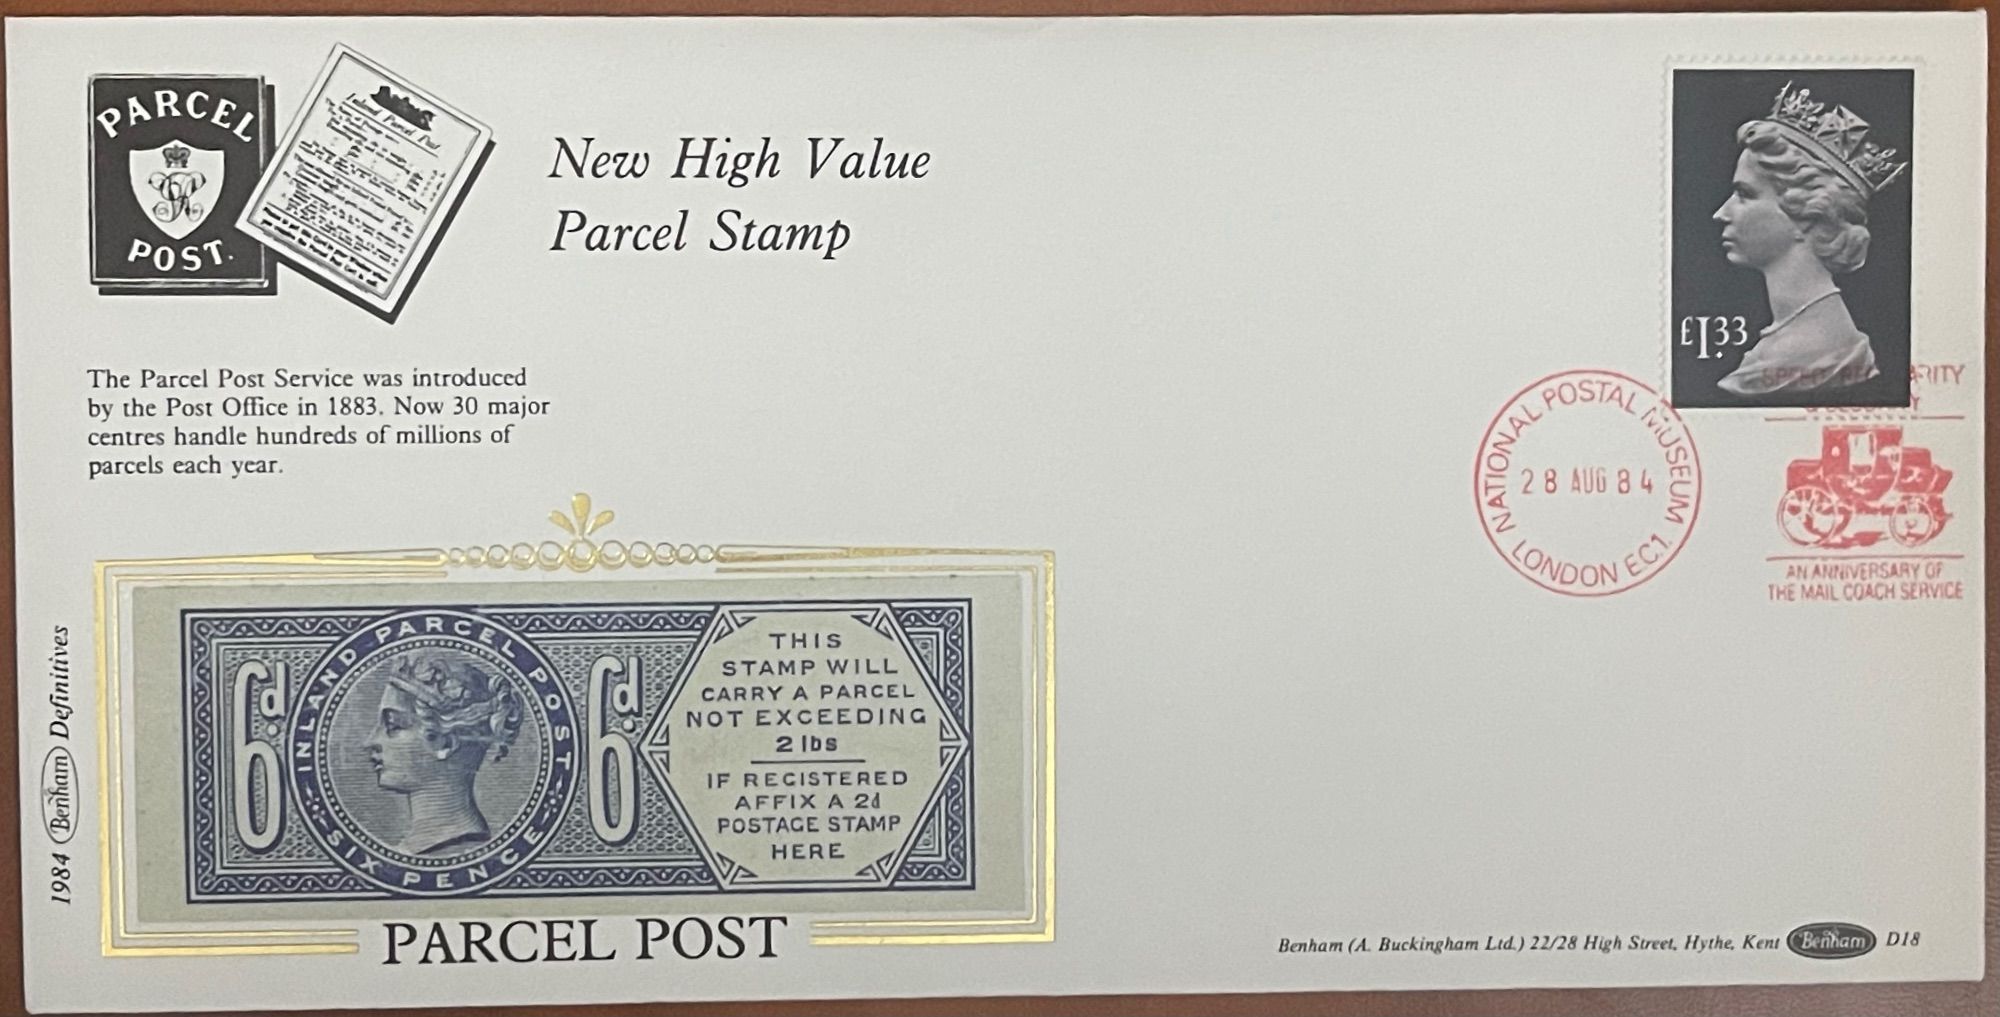 PARCEL
POST.
Inland Parcel Post
New High Value
Parcel Stamp
£1.33
The Parcel Post Service was introduced
by the Post Office in 1883. Now 30 major
centres handle hundreds of millions of
parcels each year.
NATIONAL POSTAL MUSEUM
28 AUG 84
LONDON EC1.
AN ANNIVERSARY OF
THE MAIL COACH SERVICE
1984 Benham Definitives
6d.
INLAND PARCEL POST
SIX PENCE
6d.
THIS
STAMP WILL
CARRY A PARCEL
NOT EXCEEDING
2 lbs
IF REGISTERED
AFFIX A 2d
POSTAGE STAMP
HERE
PARCEL POST
Benham (A. Buckingham Ltd.) 22/28 High Street, Hythe, Kent Benham D18